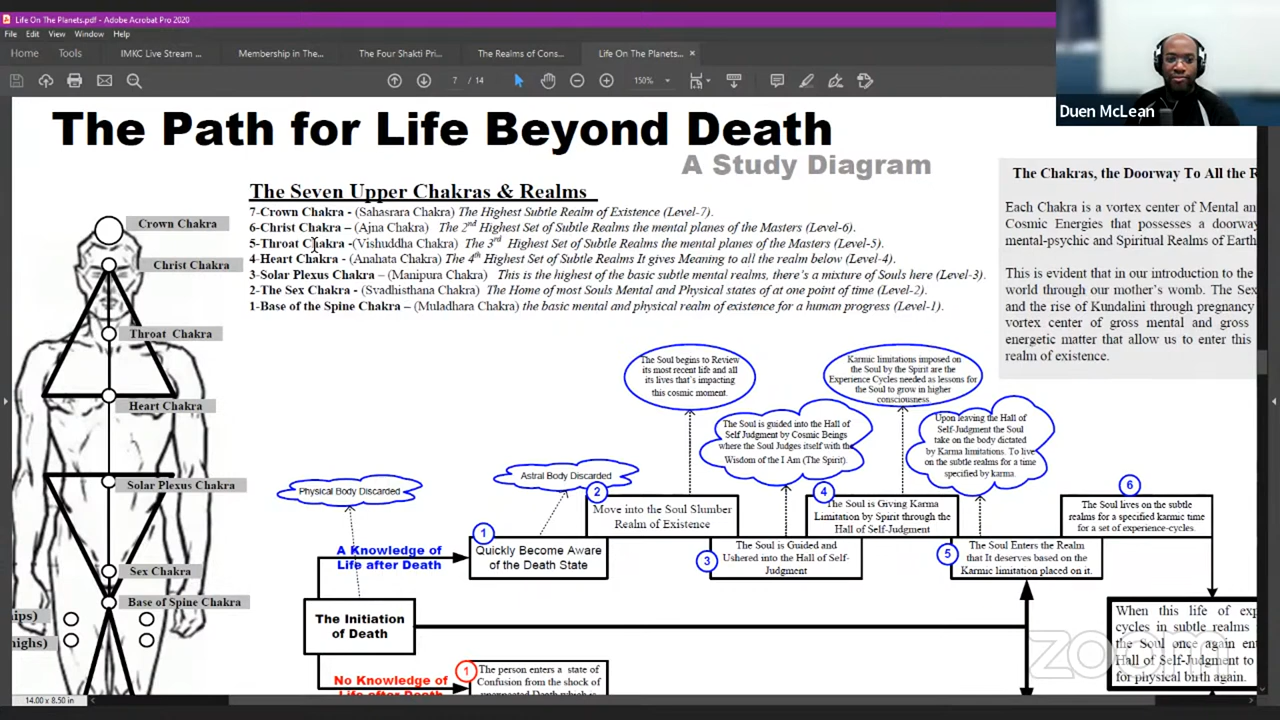 Life On The Planets.pdf - Adobe Acrobat Pro 2020
File Edit View Window Help
Home Tools IMKC Live Stream ... Membership in The... The Four Shakti Pri... The Realms of Cons... Life On The Planets... ×
7 / 14 150%
Duen McLean
The Path for Life Beyond Death
A Study Diagram
The Seven Upper Chakras & Realms
7-Crown Chakra - (Sahasrara Chakra) The Highest Subtle Realm of Existence (Level-7).
6-Christ Chakra – (Ajna Chakra) The 2nd Highest Set of Subtle Realms the mental planes of the Masters (Level-6).
5-Throat Chakra -(Vishuddha Chakra) The 3rd Highest Set of Subtle Realms the mental planes of the Masters (Level-5).
4-Heart Chakra - (Anahata Chakra) The 4th Highest Set of Subtle Realms It gives Meaning to all the realm below (Level-4).
3-Solar Plexus Chakra – (Manipura Chakra) This is the highest of the basic subtle mental realms, there's a mixture of Souls here (Level-3).
2-The Sex Chakra - (Svadhisthana Chakra) The Home of most Souls Mental and Physical states of at one point of time (Level-2).
1-Base of the Spine Chakra – (Muladhara Chakra) the basic mental and physical realm of existence for a human progress (Level-1).
The Chakras, the Doorway To All the R
Each Chakra is a vortex center of Mental an
Cosmic Energies that possesses a doorway
mental-psychic and Spiritual Realms of Earth
This is evident that in our introduction to the
world through our mother's womb. The Sex
and the rise of Kundalini through pregnancy
vortex center of gross mental and gross
energetic matter that allow us to enter this
realm of existence.
Crown Chakra
Christ Chakra
Throat Chakra
Heart Chakra
Solar Plexus Chakra
Sex Chakra
Base of Spine Chakra
ips)
highs)
The Soul begins to Review
its most recent life and all
its lives that's impacting
this cosmic moment.
Karmic limitations imposed on
the Soul by the Spirit are the
Experience Cycles needed as lessons for
the Soul to grow in higher
consciousness.
The Soul is guided into the Hall of
Self Judgment by Cosmic Beings
where the Soul Judges itself with the
Wisdom of the I Am (The Spirit).
Upon leaving the Hall of
Self-Judgment the Soul
take on the body dictated
by Karma limitations. To live
on the subtle realms for a time
specified by karma.
Physical Body Discarded
Astral Body Discarded
A Knowledge of
Life after Death
1
Quickly Become Aware
of the Death State
2
Move into the Soul Slumber
Realm of Existence
3
The Soul is Guided and
Ushered into the Hall of Self-
Judgment
4
The Soul is Giving Karma
Limitation by Spirit through the
Hall of Self-Judgment
5
The Soul Enters the Realm
that It deserves based on the
Karmic limitation placed on it.
6
The Soul lives on the subtle
realms for a specified karmic time
for a set of experience-cycles.
The Initiation
of Death
When this life of exp
cycles in subtle realms
the Soul once again ent
Hall of Self-Judgment to
for physical birth again.
No Knowledge of
Life after Death
1
The person enters a state of
Confusion from the shock of
unexpected Death which is
zoom
14.00 x 8.50 in